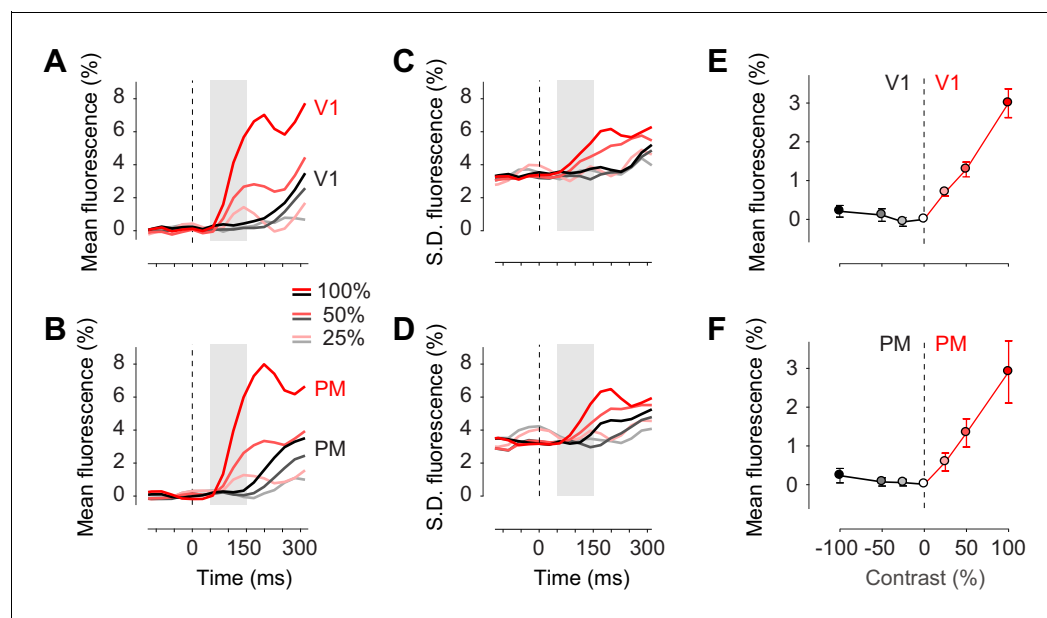 A
Mean fluorescence (%)
8
6
4
2
0
V1
V1
C
S.D. fluorescence (%)
8
6
4
2
0
E
Mean fluorescence (%)
V1 V1
3
2
1
0
100%
50%
25%
B
Mean fluorescence (%)
8
6
4
2
0
PM
PM
0 150 300
Time (ms)
D
S.D. fluorescence (%)
8
6
4
2
0
0 150 300
Time (ms)
F
Mean fluorescence (%)
PM PM
3
2
1
0
-100 -50 0 50 100
Contrast (%)